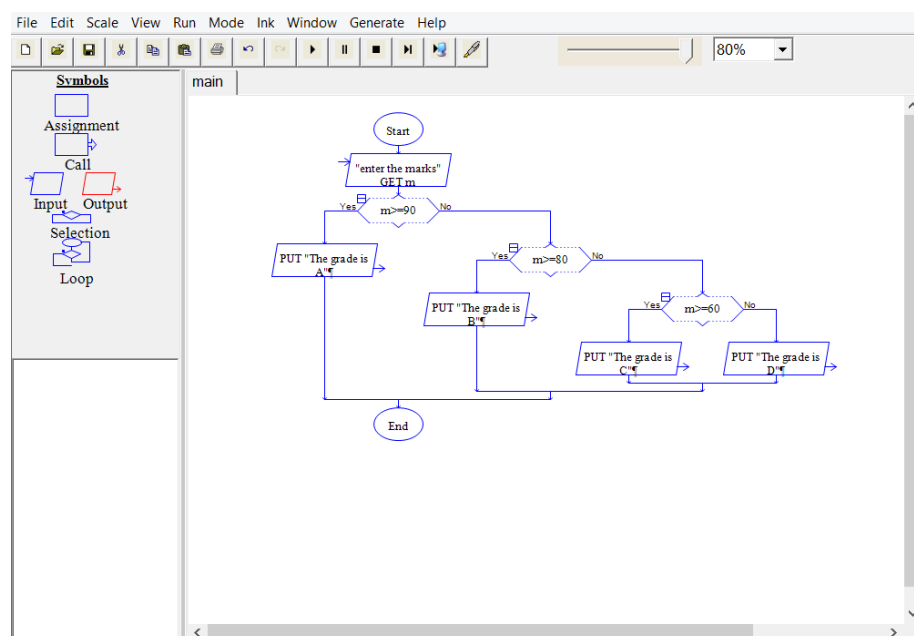 File Edit Scale View Run Mode Ink Window Generate Help
80%
Symbols
Assignment
Call
Input Output
Selection
Loop
main
Start
"enter the marks"
GET m
Yes m>=90 No
PUT "The grade is
A"¶
Yes m>=80 No
PUT "The grade is
B"¶
Yes m>=60 No
PUT "The grade is
C"¶
PUT "The grade is
D"¶
End